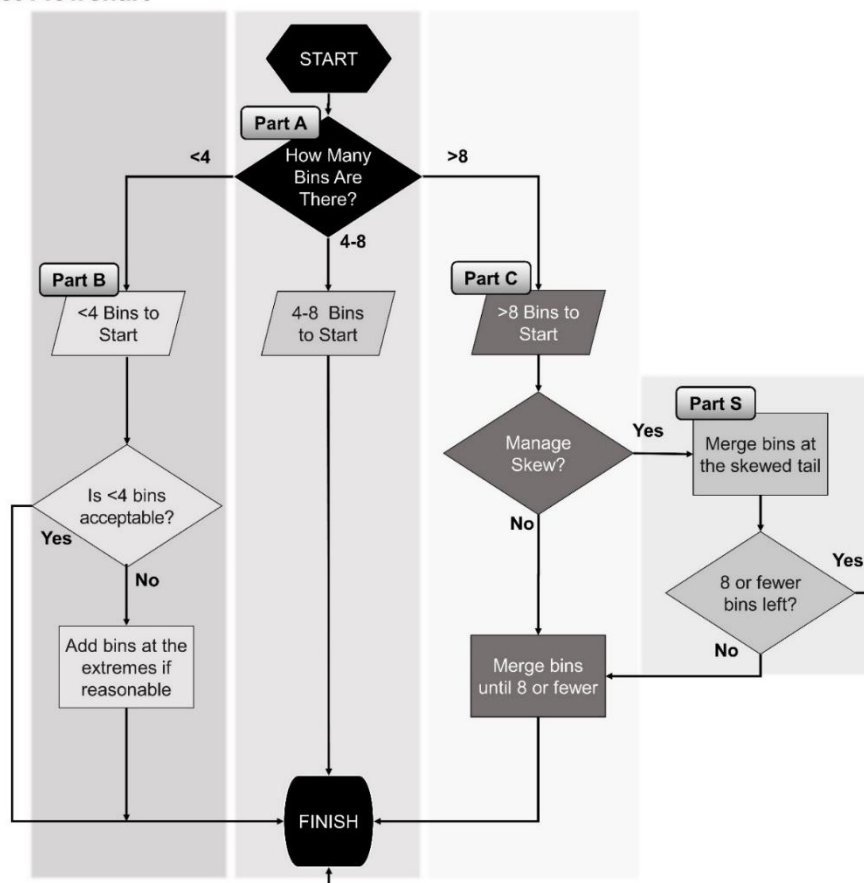 START
Part A
How Many
Bins Are
There?
<4
>8
4-8
Part B
<4 Bins to
Start
4-8 Bins
to Start
Part C
>8 Bins to
Start
Is <4 bins
acceptable?
Yes
No
Add bins at the
extremes if
reasonable
Manage
Skew?
Yes
No
Part S
Merge bins at
the skewed tail
8 or fewer
bins left?
Yes
No
Merge bins
until 8 or fewer
FINISH